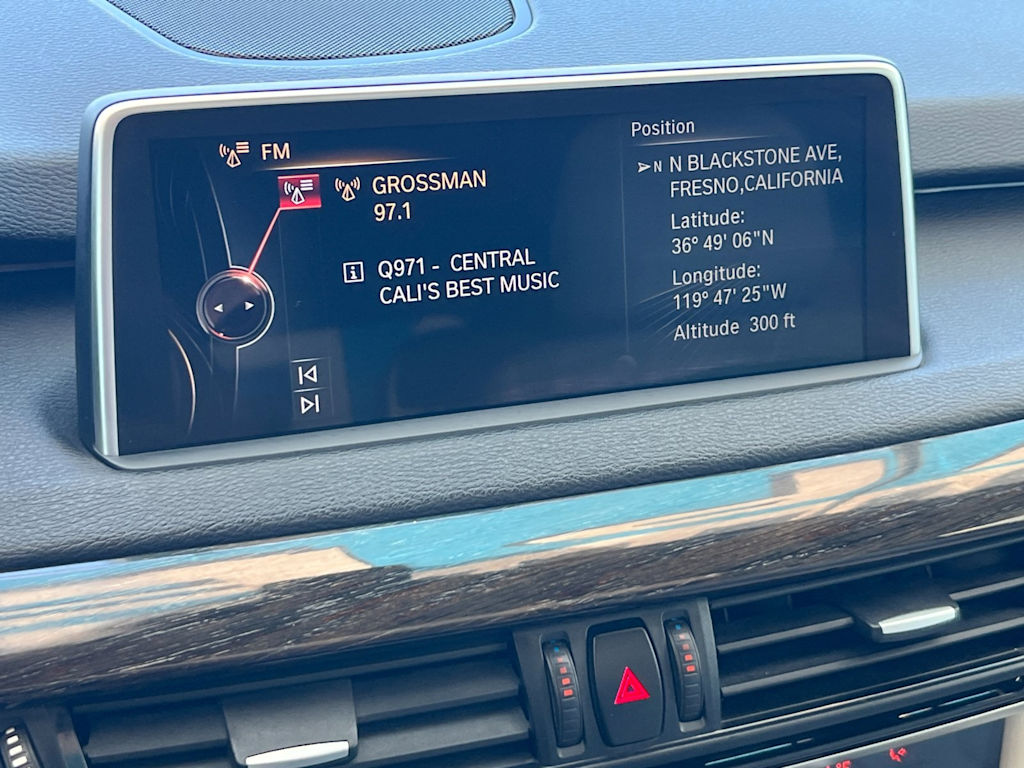 FM
GROSSMAN
97.1
Q971 - CENTRAL
CALI'S BEST MUSIC
Position
N N BLACKSTONE AVE,
FRESNO,CALIFORNIA
Latitude:
36° 49' 06"N
Longitude:
119° 47' 25"W
Altitude 300 ft